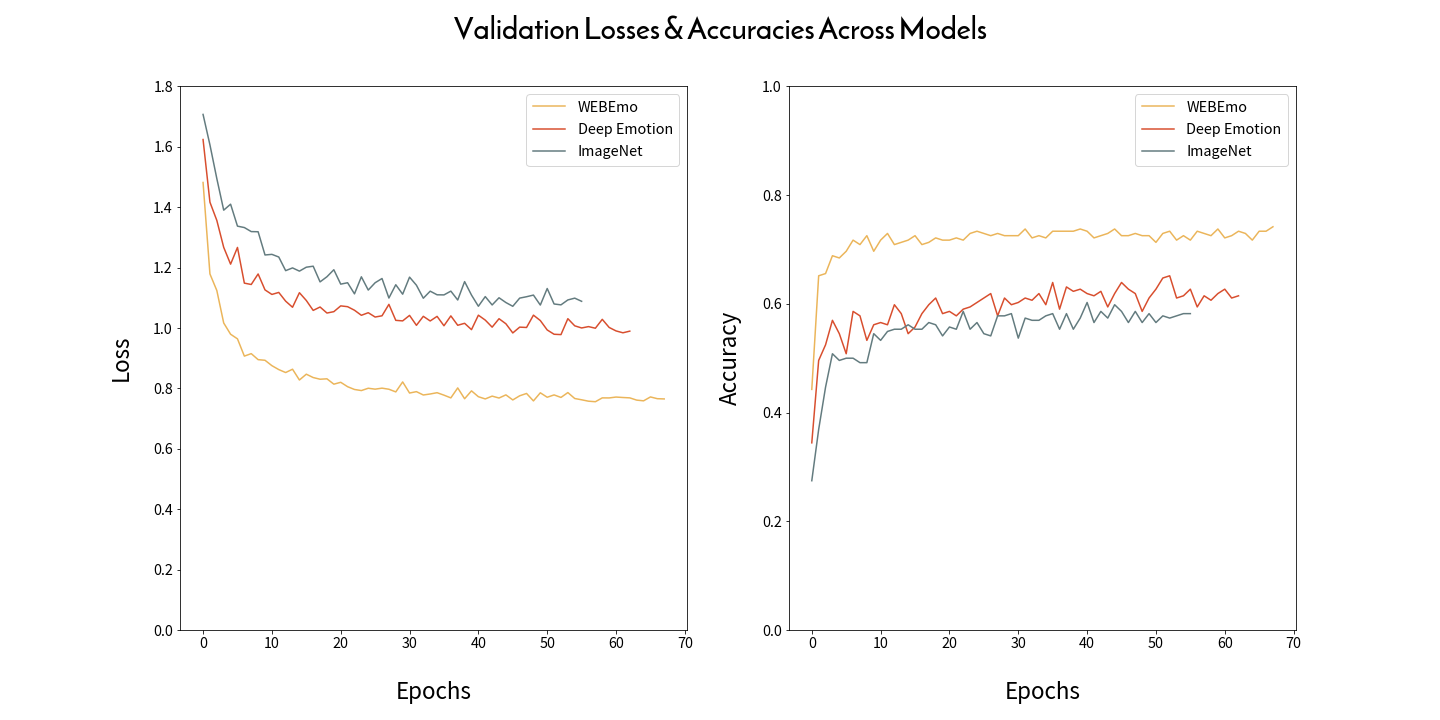 Validation Losses & Accuracies Across Models
1.8
1.6
1.4
1.2
1.0
0.8
0.6
0.4
0.2
0.0
Loss
0 10 20 30 40 50 60 70
Epochs
WEBEmo
Deep Emotion
ImageNet
1.0
0.8
0.6
0.4
0.2
0.0
Accuracy
0 10 20 30 40 50 60 70
Epochs
WEBEmo
Deep Emotion
ImageNet